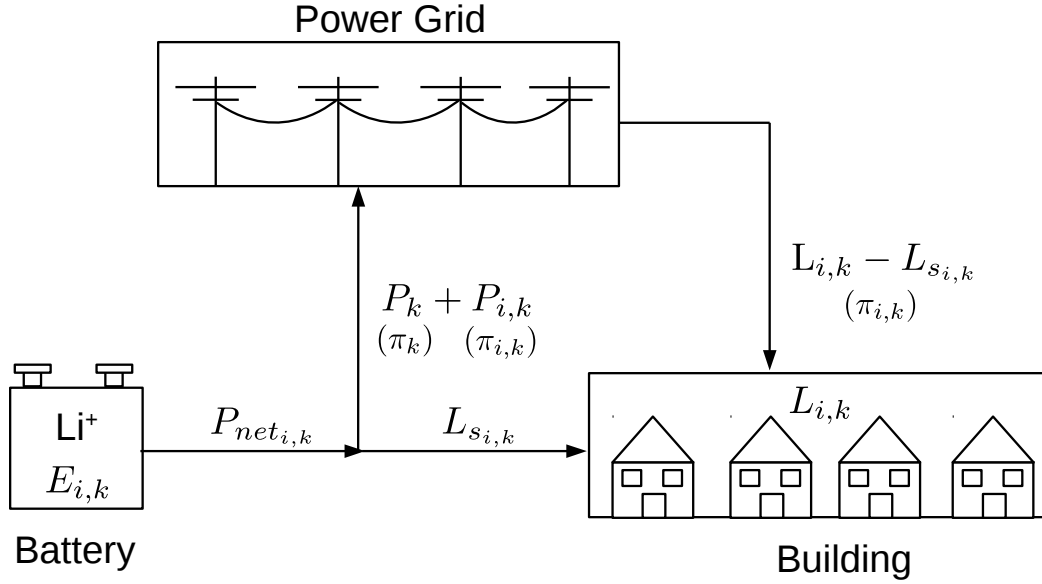 Power Grid
L_{i,k} − L_{s_{i,k}}
(π_{i,k})
P_k + P_{i,k}
(π_k) (π_{i,k})
Li⁺
E_{i,k}
P_{net_{i,k}}
L_{s_{i,k}}
L_{i,k}
Battery
Building